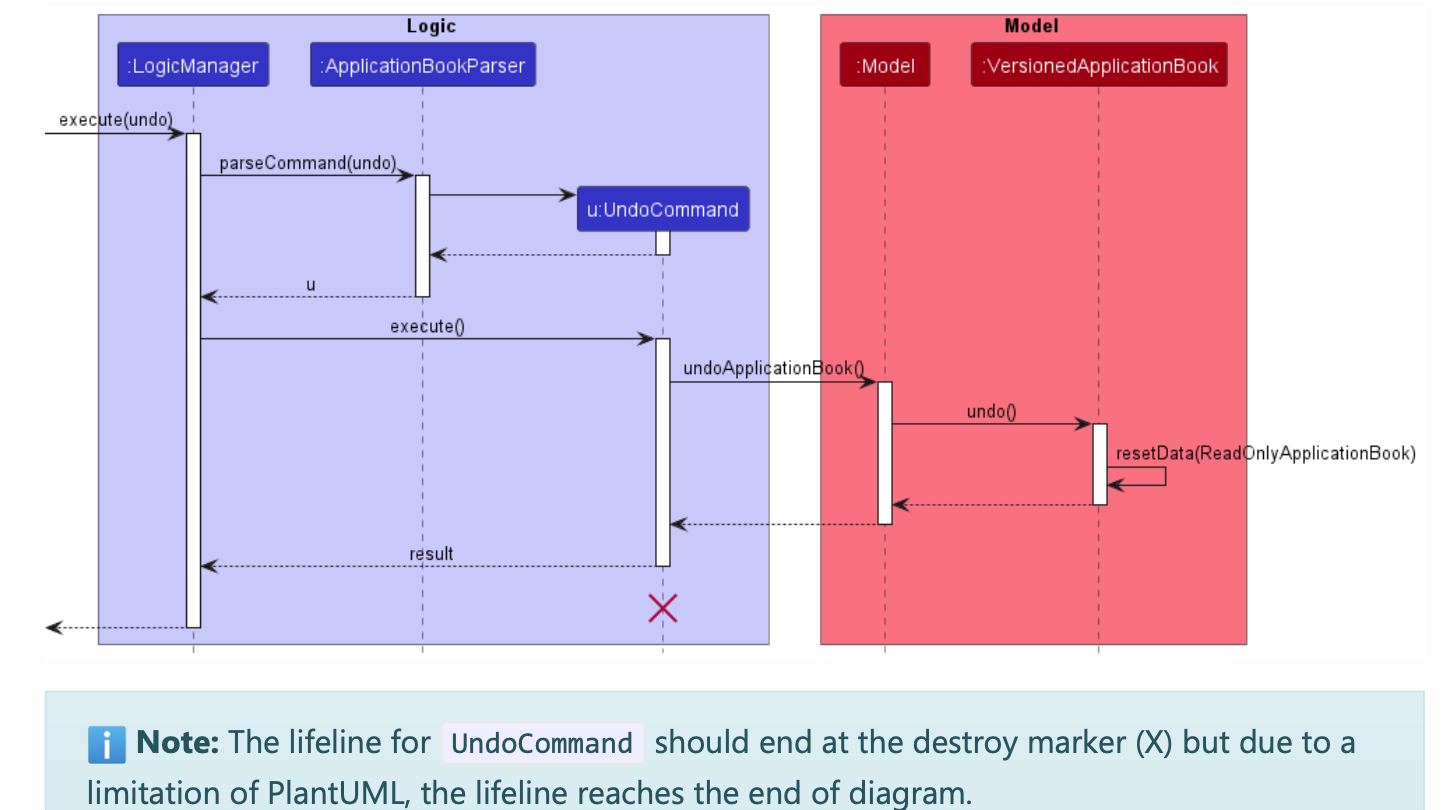 Logic
Model
:LogicManager
:ApplicationBookParser
:Model
:VersionedApplicationBook
execute(undo)
parseCommand(undo)
u:UndoCommand
u
execute()
undoApplicationBook()
undo()
resetData(ReadOnlyApplicationBook)
result
Note: The lifeline for UndoCommand should end at the destroy marker (X) but due to a
limitation of PlantUML, the lifeline reaches the end of diagram.